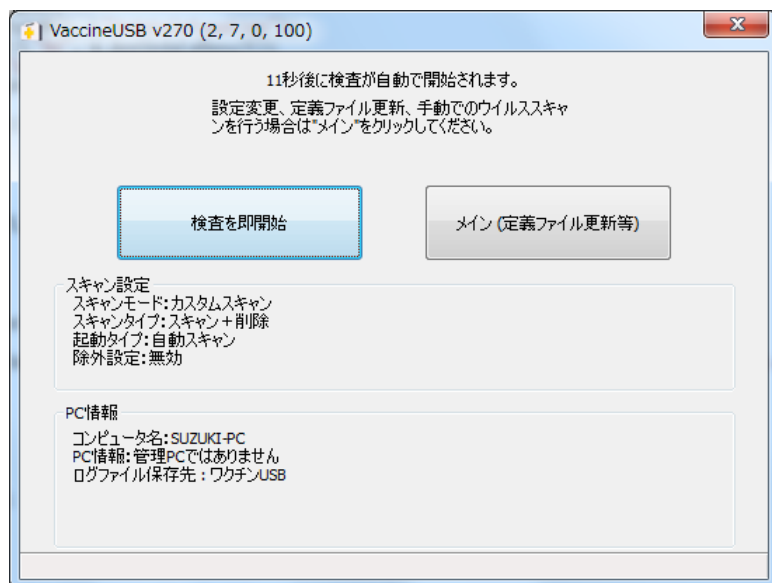 VaccineUSB v270 (2, 7, 0, 100)
11秒後に検査が自動で開始されます。
設定変更、定義ファイル更新、手動でのウイルススキャ
ンを行う場合は"メイン"をクリックしてください。
検査を即開始
メイン (定義ファイル更新等)
スキャン設定
スキャンモード:カスタムスキャン
スキャンタイプ:スキャン+削除
起動タイプ:自動スキャン
除外設定:無効
PC情報
コンピュータ名:SUZUKI-PC
PC情報:管理PCではありません
ログファイル保存先：ワクチンUSB